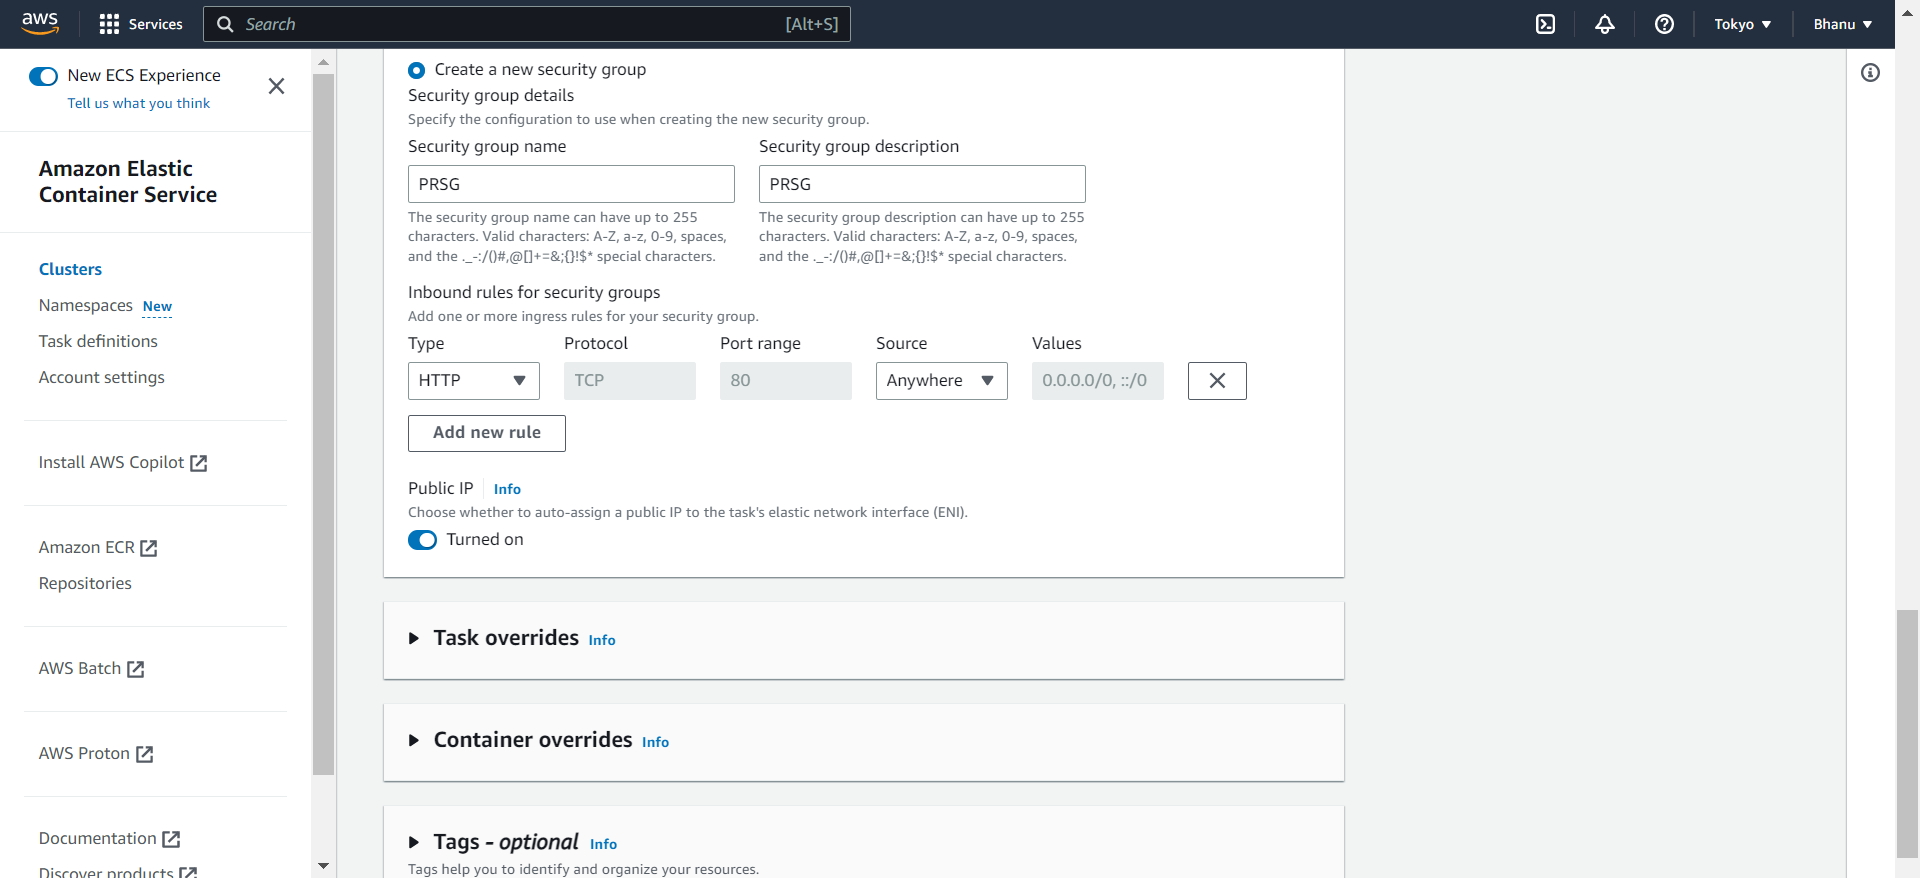 aws
Services
Search
[Alt+S]
Tokyo
Bhanu
New ECS Experience
Tell us what you think
Amazon Elastic
Container Service
Clusters
Namespaces New
Task definitions
Account settings
Install AWS Copilot
Amazon ECR
Repositories
AWS Batch
AWS Proton
Documentation
Discover products
Create a new security group
Security group details
Specify the configuration to use when creating the new security group.
Security group name
PRSG
The security group name can have up to 255
characters. Valid characters: A-Z, a-z, 0-9, spaces,
and the ._-:/()#,@[]+=&;{}!$* special characters.
Security group description
PRSG
The security group description can have up to 255
characters. Valid characters: A-Z, a-z, 0-9, spaces,
and the ._-:/()#,@[]+=&;{}!$* special characters.
Inbound rules for security groups
Add one or more ingress rules for your security group.
Type Protocol Port range Source Values
HTTP TCP 80 Anywhere 0.0.0.0/0, ::/0
Add new rule
Public IP Info
Choose whether to auto-assign a public IP to the task's elastic network interface (ENI).
Turned on
Task overrides Info
Container overrides Info
Tags - optional Info
Tags help you to identify and organize your resources.